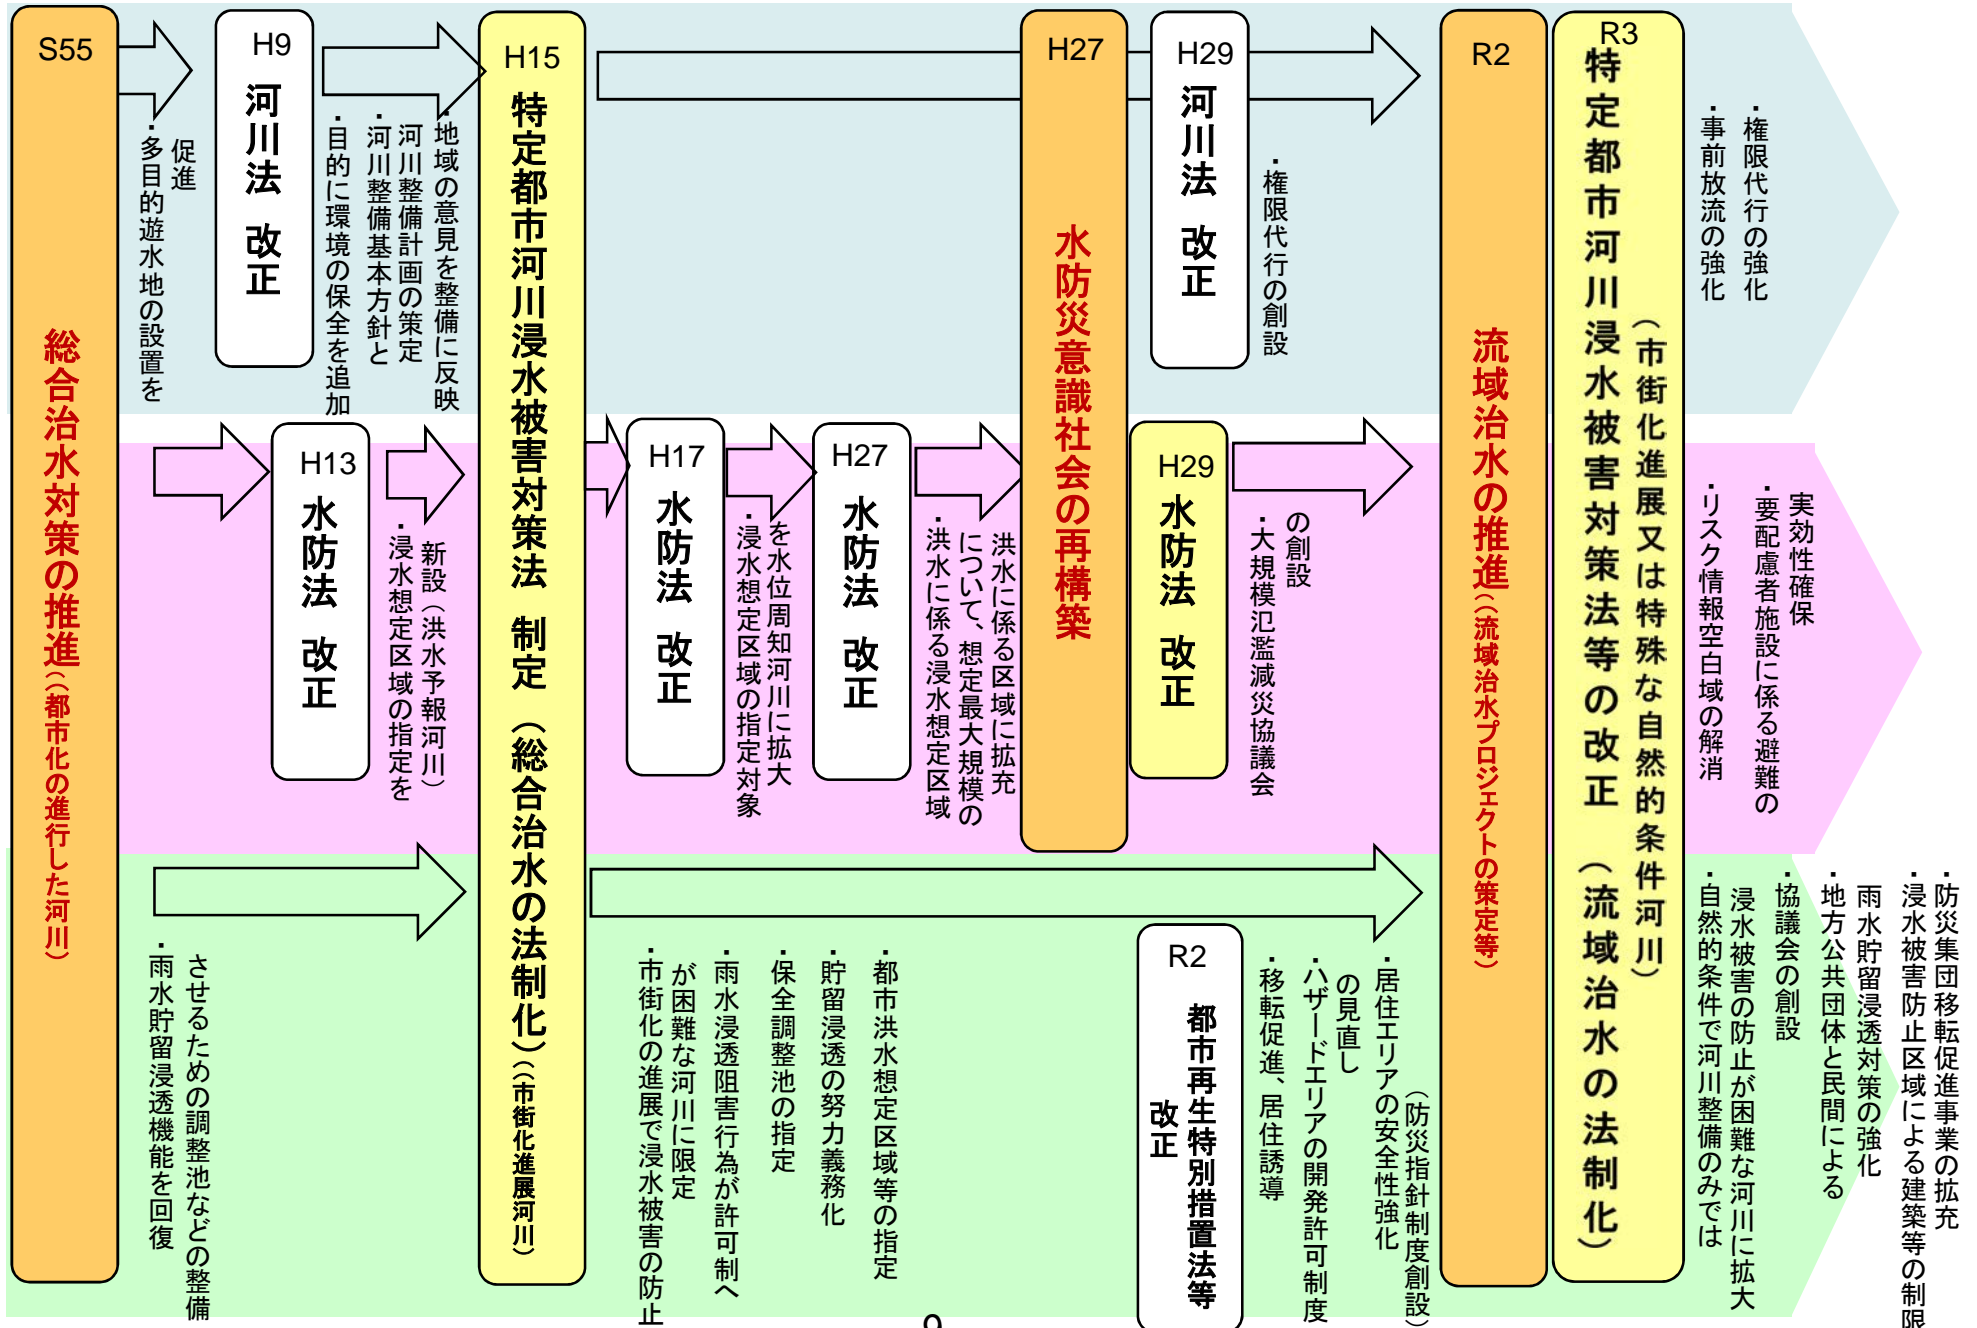 S55
総合治水対策の推進((都市化の進行した河川)
・多目的遊水地の設置を
促進
H9
河川法 改正
・目的に環境の保全を追加
・河川整備基本方針と
河川整備計画の策定
・地域の意見を整備に反映
H15
特定都市河川浸水被害対策法 制定 (総合治水の法制化)((市街化進展河川)
H27
水防災意識社会の再構築
H29
河川法 改正
・権限代行の創設
R2
流域治水の推進((流域治水プロジェクトの策定等)
R3
特定都市河川浸水被害対策法等の改正 (流域治水の法制化)
(市街化進展又は特殊な自然的条件河川)
・事前放流の強化
・権限代行の強化
H13
水防法 改正
・浸水想定区域の指定を
新設(洪水予報河川)
H17
水防法 改正
・浸水想定区域の指定対象
を水位周知河川に拡大
H27
水防法 改正
・洪水に係る浸水想定区域
について、想定最大規模の
洪水に係る区域に拡充
H29
水防法 改正
・大規模氾濫減災協議会
の創設
・リスク情報空白域の解消
・要配慮者施設に係る避難の
実効性確保
・雨水貯留浸透機能を回復
させるための調整池などの整備
・市街化の進展で浸水被害の防止
が困難な河川に限定
・雨水浸透阻害行為が許可制へ
・保全調整池の指定
・貯留浸透の努力義務化
・都市洪水想定区域等の指定
R2
都市再生特別措置法等
改正
・移転促進、居住誘導
・ハザードエリアの開発許可制度
の見直し
・居住エリアの安全性強化
(防災指針制度創設)
・自然的条件で河川整備のみでは
浸水被害の防止が困難な河川に拡大
・協議会の創設
・地方公共団体と民間による
雨水貯留浸透対策の強化
・浸水被害防止区域による建築等の制限
・防災集団移転促進事業の拡充
9